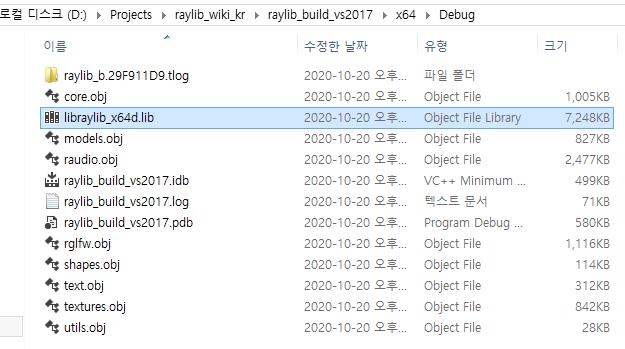 로컬 디스크 (D:) › Projects › raylib_wiki_kr › raylib_build_vs2017 › x64 › Debug
이름 수정한 날짜 유형 크기
raylib_b.29F911D9.tlog 2020-10-20 오후... 파일 폴더
core.obj 2020-10-20 오후... Object File 1,005KB
libraylib_x64d.lib 2020-10-20 오후... Object File Library 7,248KB
models.obj 2020-10-20 오후... Object File 827KB
raudio.obj 2020-10-20 오후... Object File 2,477KB
raylib_build_vs2017.idb 2020-10-20 오후... VC++ Minimum ... 499KB
raylib_build_vs2017.log 2020-10-20 오후... 텍스트 문서 71KB
raylib_build_vs2017.pdb 2020-10-20 오후... Program Debug ... 580KB
rglfw.obj 2020-10-20 오후... Object File 1,116KB
shapes.obj 2020-10-20 오후... Object File 114KB
text.obj 2020-10-20 오후... Object File 312KB
textures.obj 2020-10-20 오후... Object File 842KB
utils.obj 2020-10-20 오후... Object File 28KB